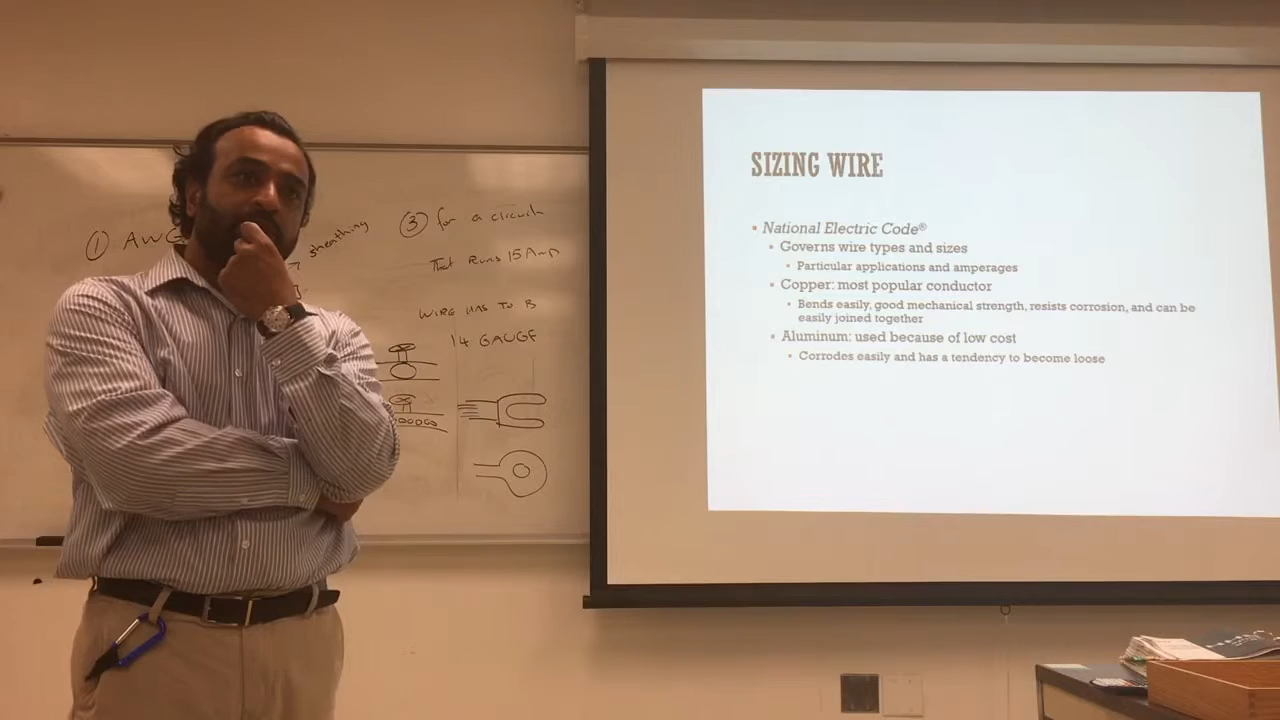 ① AWG
sheathing
③ for a circuit
That Runs 15 Amp
WIRE HAS TO B
14 GAUGE
SIZING WIRE
• National Electric Code®
• Governs wire types and sizes
• Particular applications and amperages
• Copper: most popular conductor
• Bends easily, good mechanical strength, resists corrosion, and can be
easily joined together
• Aluminum: used because of low cost
• Corrodes easily and has a tendency to become loose